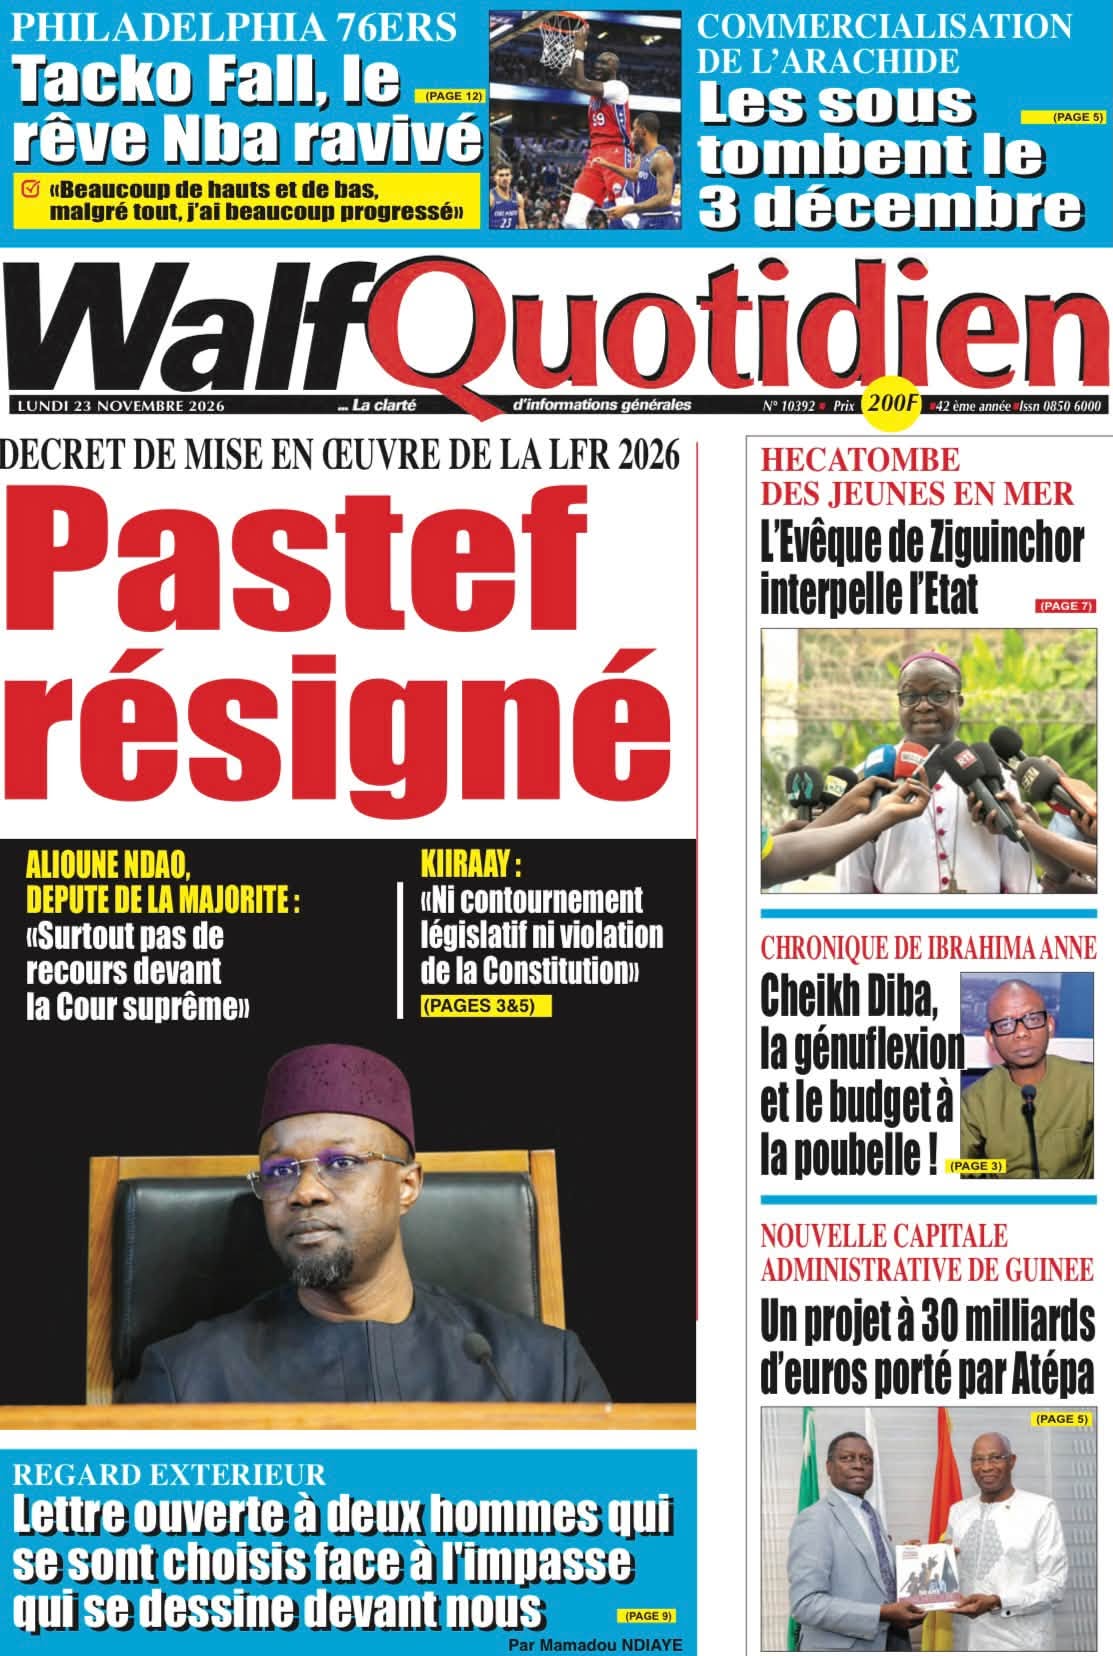 PHILADELPHIA 76ERS
Tacko Fall, le
rêve Nba ravivé
(PAGE 12)
«Beaucoup de hauts et de bas,
malgré tout, j'ai beaucoup progressé»
COMMERCIALISATION
DE L'ARACHIDE
Les sous
tombent le
3 décembre
(PAGE 5)
WalfQuotidien
LUNDI 23 NOVEMBRE 2026 ... La clarté d'informations générales N° 10392 Prix 200F 42 ème année Issn 0850 6000
DECRET DE MISE EN ŒUVRE DE LA LFR 2026
Pastef
résigné
ALIOUNE NDAO,
DEPUTE DE LA MAJORITE :
«Surtout pas de
recours devant
la Cour suprême»
KIIRAAY :
«Ni contournement
législatif ni violation
de la Constitution»
(PAGES 3&5)
REGARD EXTERIEUR
Lettre ouverte à deux hommes qui
se sont choisis face à l'impasse
qui se dessine devant nous
(PAGE 9)
Par Mamadou NDIAYE
HECATOMBE
DES JEUNES EN MER
L'Evêque de Ziguinchor
interpelle l'Etat
(PAGE 7)
CHRONIQUE DE IBRAHIMA ANNE
Cheikh Diba,
la génuflexion
et le budget à
la poubelle !
(PAGE 3)
NOUVELLE CAPITALE
ADMINISTRATIVE DE GUINEE
Un projet à 30 milliards
d'euros porté par Atépa
(PAGE 5)